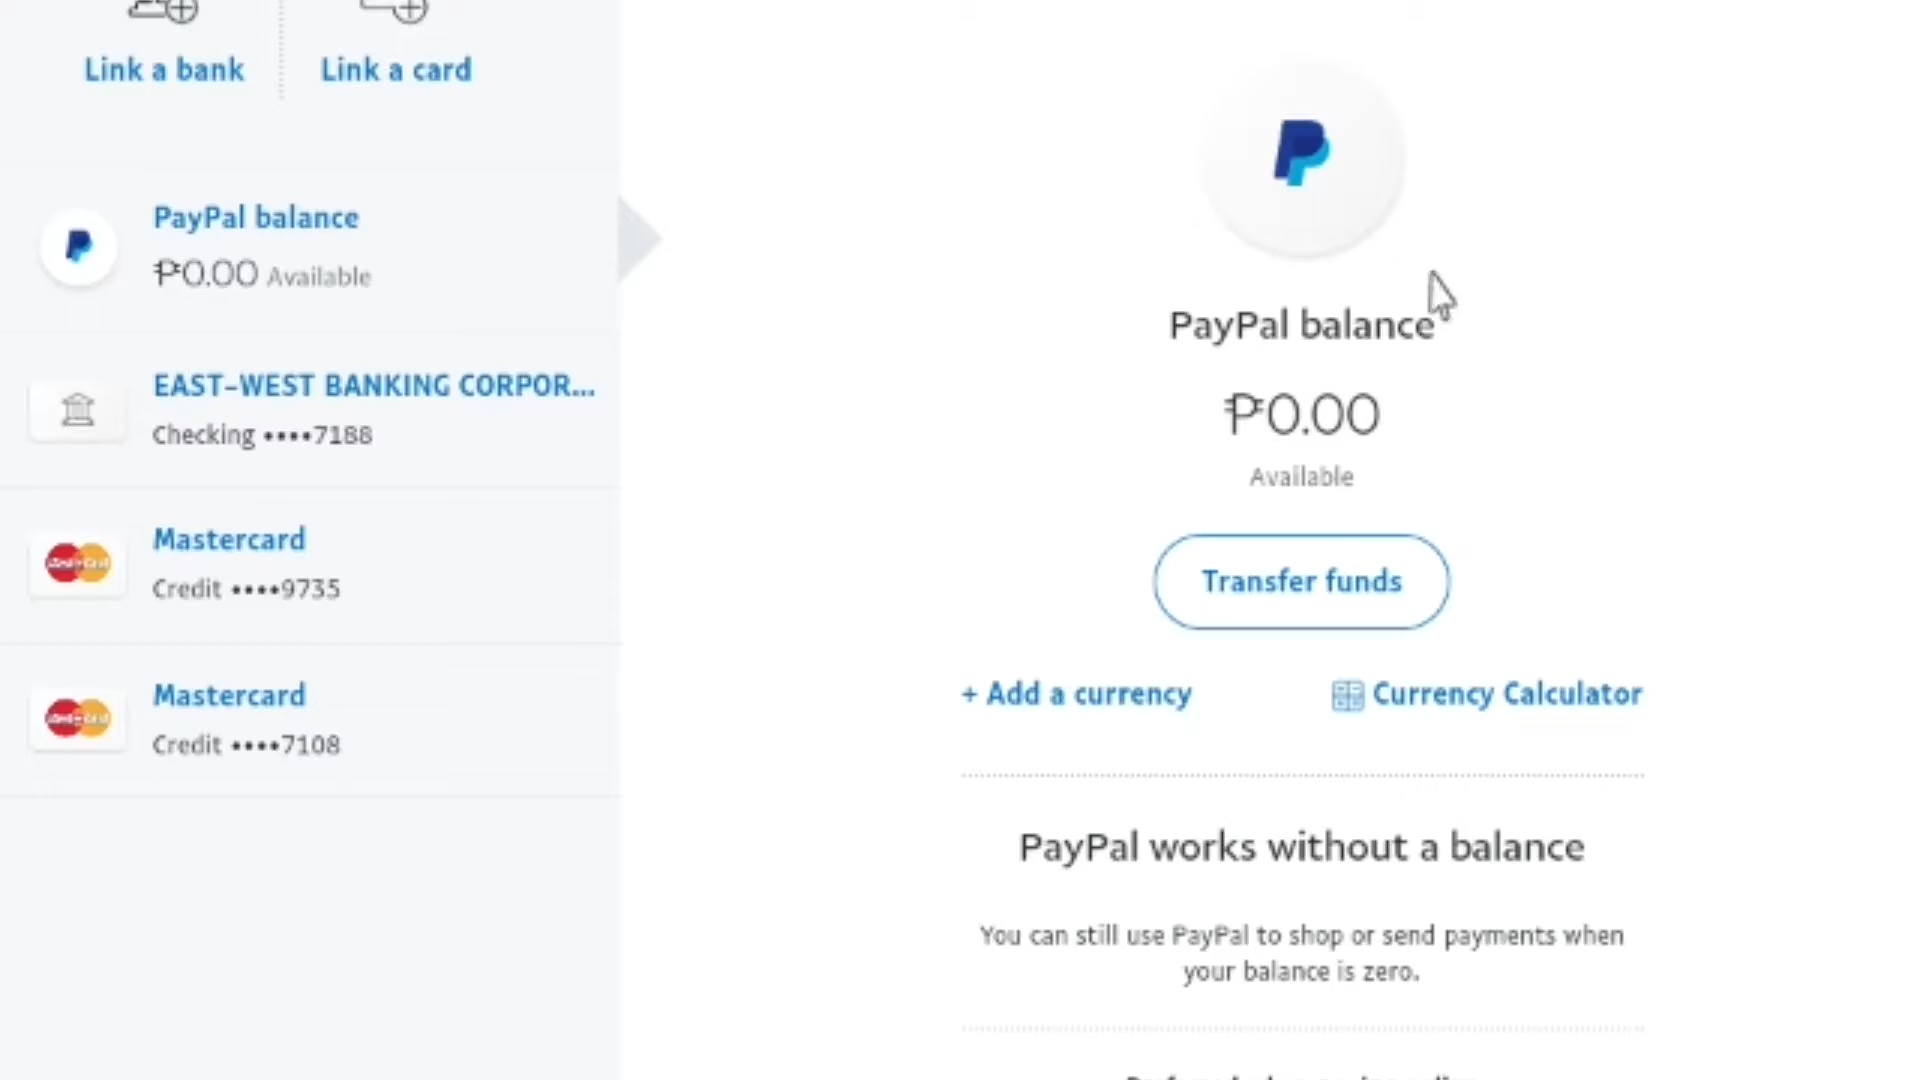 Link a bank
Link a card
PayPal balance
₱0.00 Available
EAST-WEST BANKING CORPOR...
Checking ••••7188
Mastercard
Credit ••••9735
Mastercard
Credit ••••7108
PayPal balance
₱0.00
Available
Transfer funds
+ Add a currency
Currency Calculator
PayPal works without a balance
You can still use PayPal to shop or send payments when
your balance is zero.